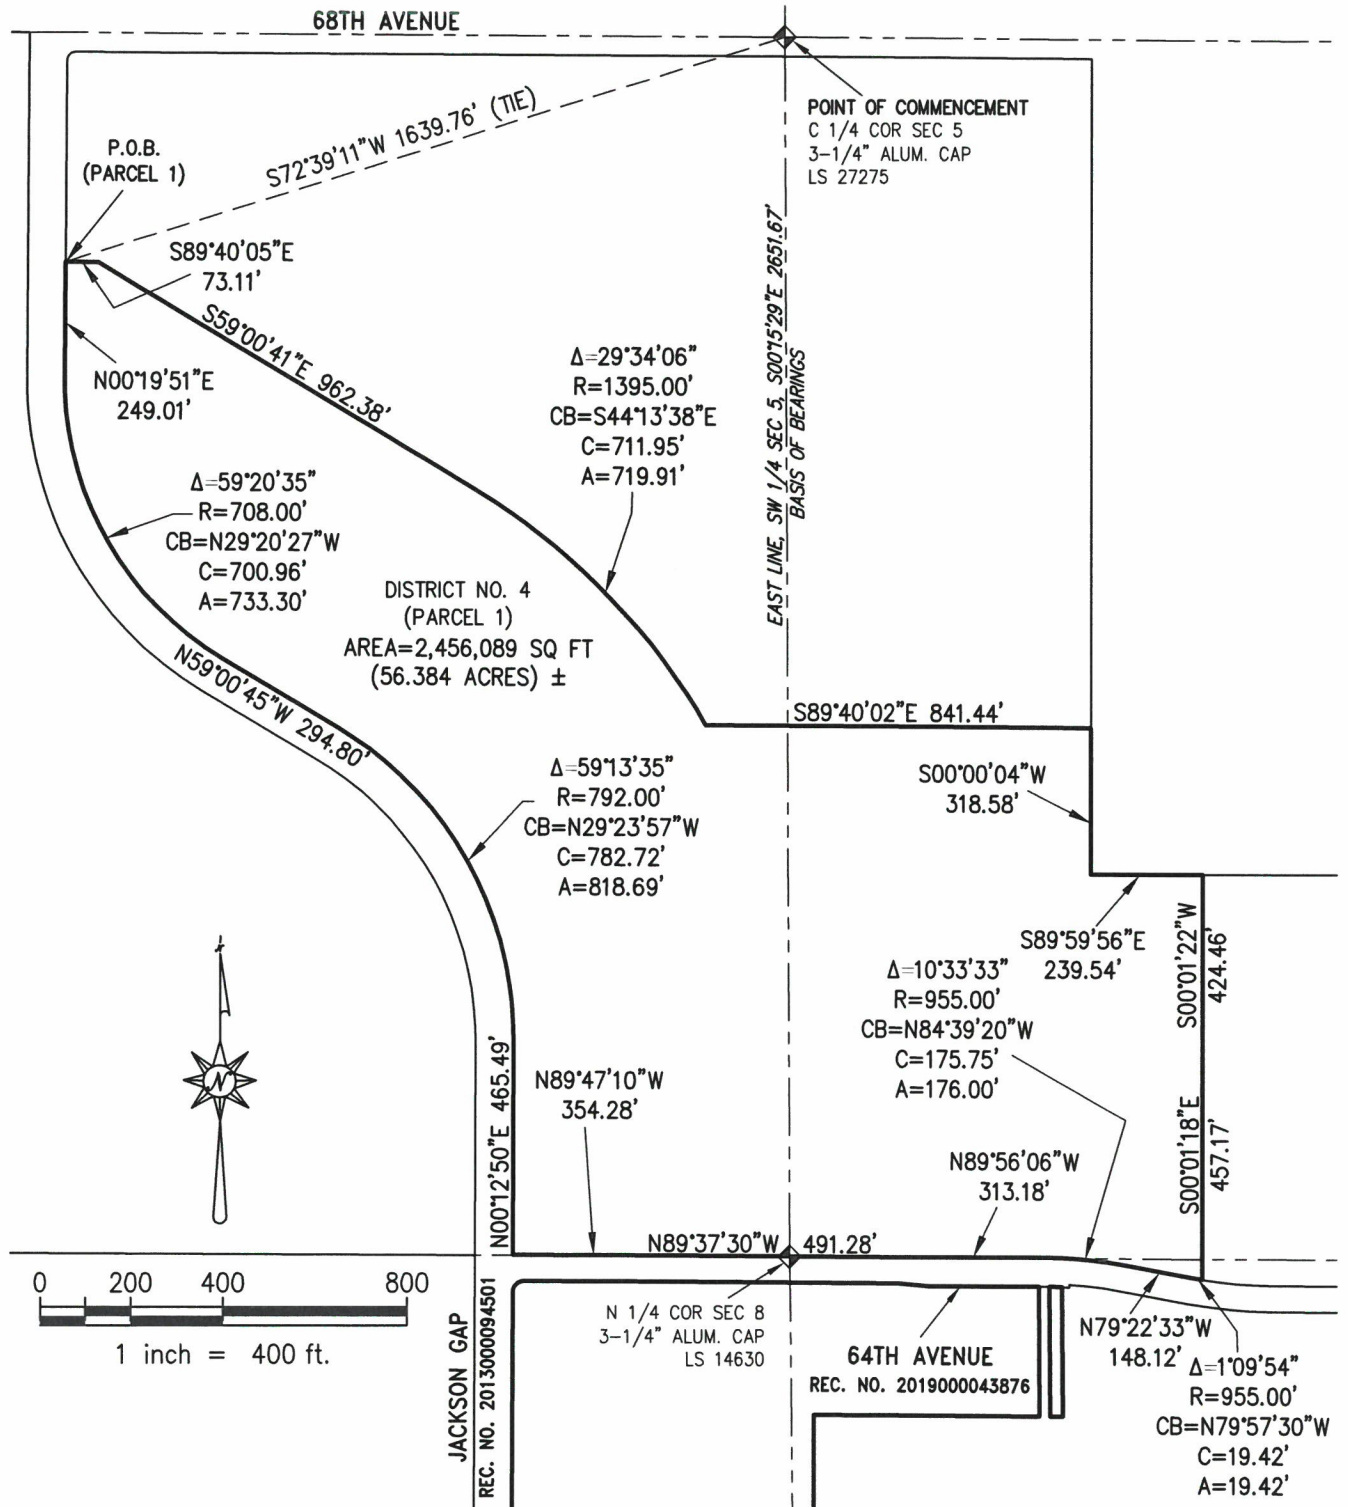 68TH AVENUE
POINT OF COMMENCEMENT
C 1/4 COR SEC 5
3-1/4" ALUM. CAP
LS 27275
S72°39'11"W 1639.76' (TIE)
P.O.B.
(PARCEL 1)
S89°40'05"E
73.11'
S59°00'41"E 962.38'
N00°19'51"E
249.01'
Δ=29°34'06"
R=1395.00'
CB=S44°13'38"E
C=711.95'
A=719.91'
EAST LINE, SW 1/4 SEC 5, S00°15'29"E 2651.67'
BASIS OF BEARINGS
Δ=59°20'35"
R=708.00'
CB=N29°20'27"W
C=700.96'
A=733.30'
DISTRICT NO. 4
(PARCEL 1)
AREA=2,456,089 SQ FT
(56.384 ACRES) ±
N59°00'45"W 294.80'
S89°40'02"E 841.44'
Δ=59°13'35"
R=792.00'
CB=N29°23'57"W
C=782.72'
A=818.69'
S00°00'04"W
318.58'
S89°59'56"E
239.54'
S00°01'22"W
424.46'
Δ=10°33'33"
R=955.00'
CB=N84°39'20"W
C=175.75'
A=176.00'
N
N00°12'50"E 465.49'
N89°47'10"W
354.28'
S00°01'18"E
457.17'
N89°56'06"W
313.18'
N89°37'30"W 491.28'
0 200 400 800
1 inch = 400 ft.
JACKSON GAP
REC. NO. 2013000094501
N 1/4 COR SEC 8
3-1/4" ALUM. CAP
LS 14630
64TH AVENUE
REC. NO. 2019000043876
N79°22'33"W
148.12'
Δ=1°09'54"
R=955.00'
CB=N79°57'30"W
C=19.42'
A=19.42'